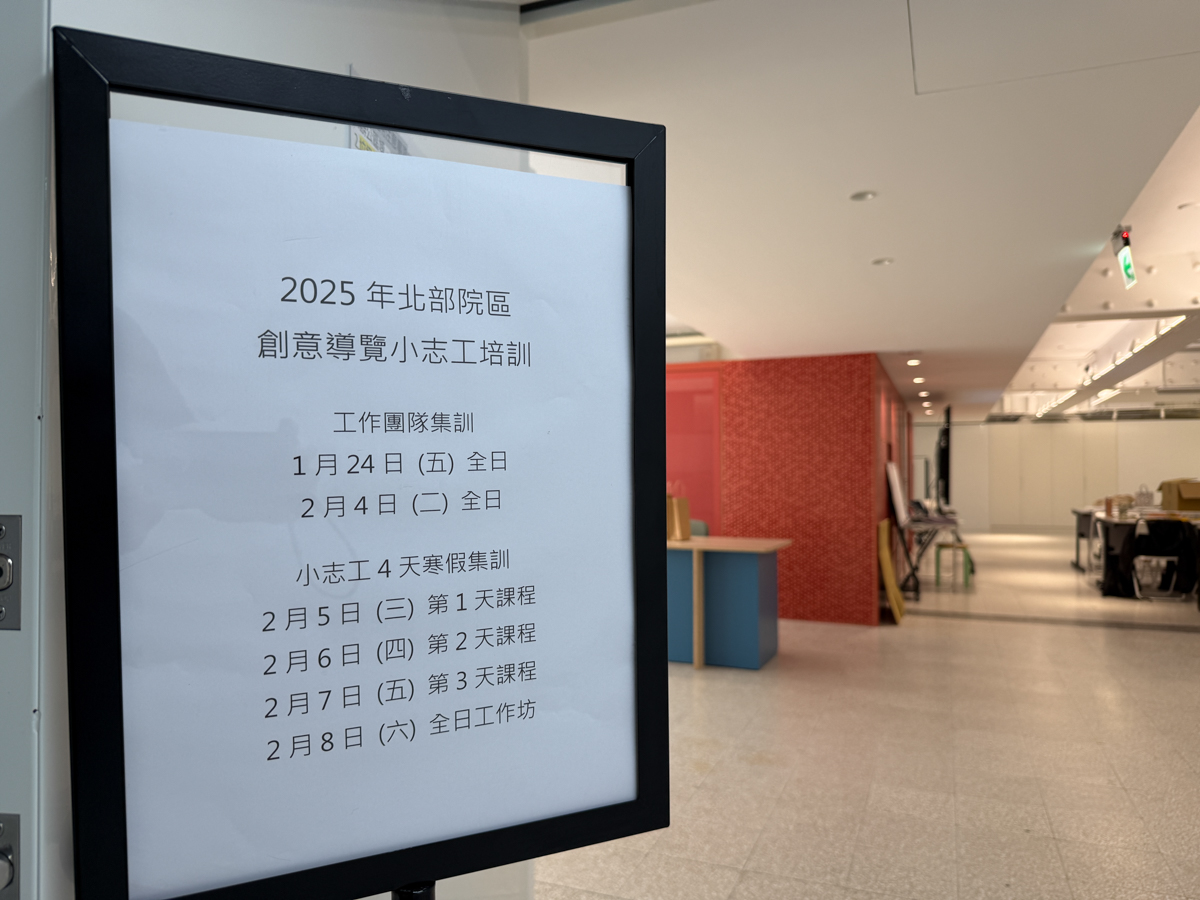 2025 年北部院區
創意導覽小志工培訓
工作團隊集訓
1 月 24 日 (五) 全日
2 月 4 日 (二) 全日
小志工 4 天寒假集訓
2 月 5 日 (三) 第 1 天課程
2 月 6 日 (四) 第 2 天課程
2 月 7 日 (五) 第 3 天課程
2 月 8 日 (六) 全日工作坊